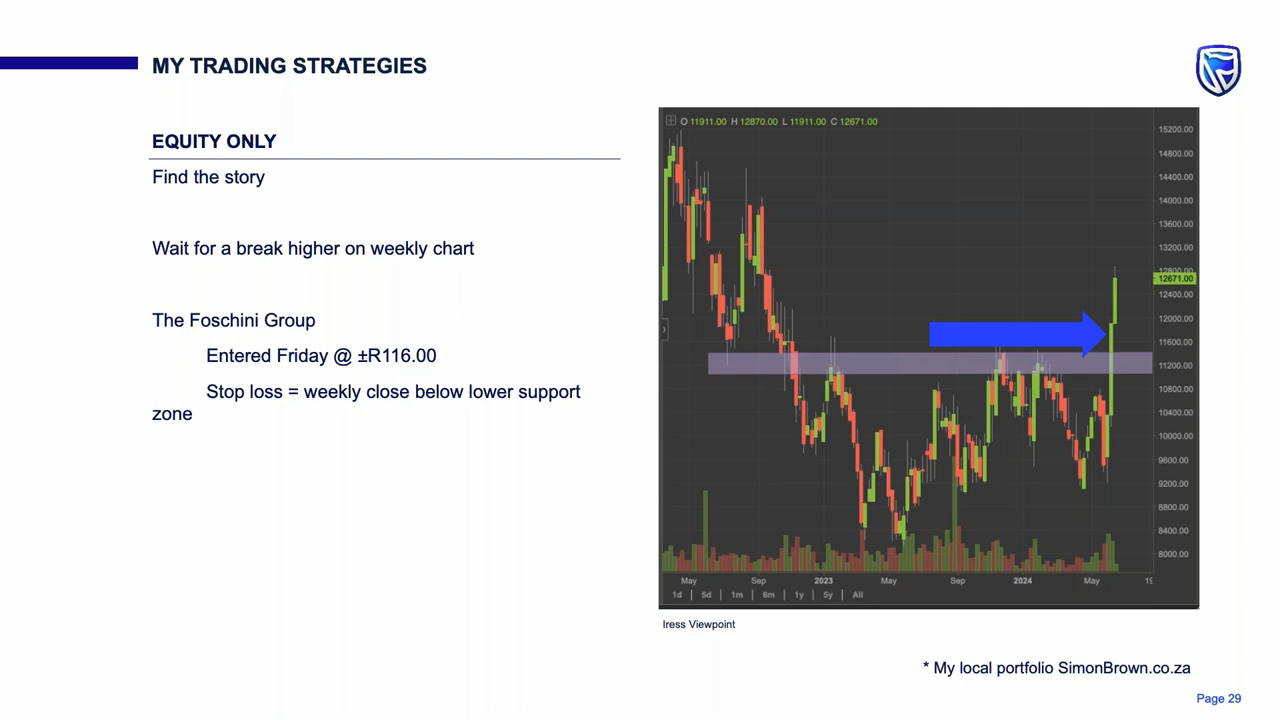 MY TRADING STRATEGIES
EQUITY ONLY
Find the story
Wait for a break higher on weekly chart
The Foschini Group
Entered Friday @ ±R116.00
Stop loss = weekly close below lower support
zone
O 11911.00 H 12870.00 L 11911.00 C 12671.00
15200.00
14800.00
14400.00
14000.00
13600.00
13200.00
12800.00
12671.00
12400.00
12000.00
11600.00
11200.00
10800.00
10400.00
10000.00
9600.00
9200.00
8800.00
8400.00
8000.00
May Sep 2023 May Sep 2024 May
1d | 5d | 1m | 6m | 1y | 5y | All
Iress Viewpoint
* My local portfolio SimonBrown.co.za
Page 29